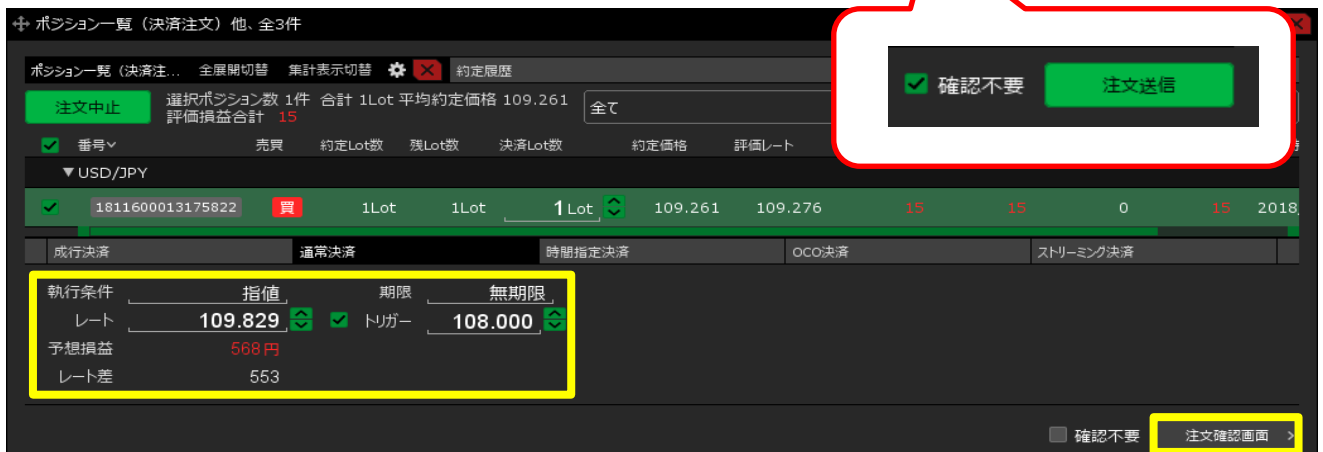 ポジション一覧（決済注文）他、全3件
ポジション一覧（決済注... 全展開切替 集計表示切替 約定履歴
注文中止 選択ポジション数 1件 合計 1Lot 平均約定価格 109.261 全て
評価損益合計 15
確認不要 注文送信
番号 売買 約定Lot数 残Lot数 決済Lot数 約定価格 評価レート
▼USD/JPY
1811600013175822 買 1Lot 1Lot 1 Lot 109.261 109.276 15 15 0 15 2018
成行決済 通常決済 時間指定決済 OCO決済 ストリーミング決済
執行条件 指値 期限 無期限
レート 109.829 トリガー 108.000
予想損益 568円
レート差 553
確認不要 注文確認画面 >